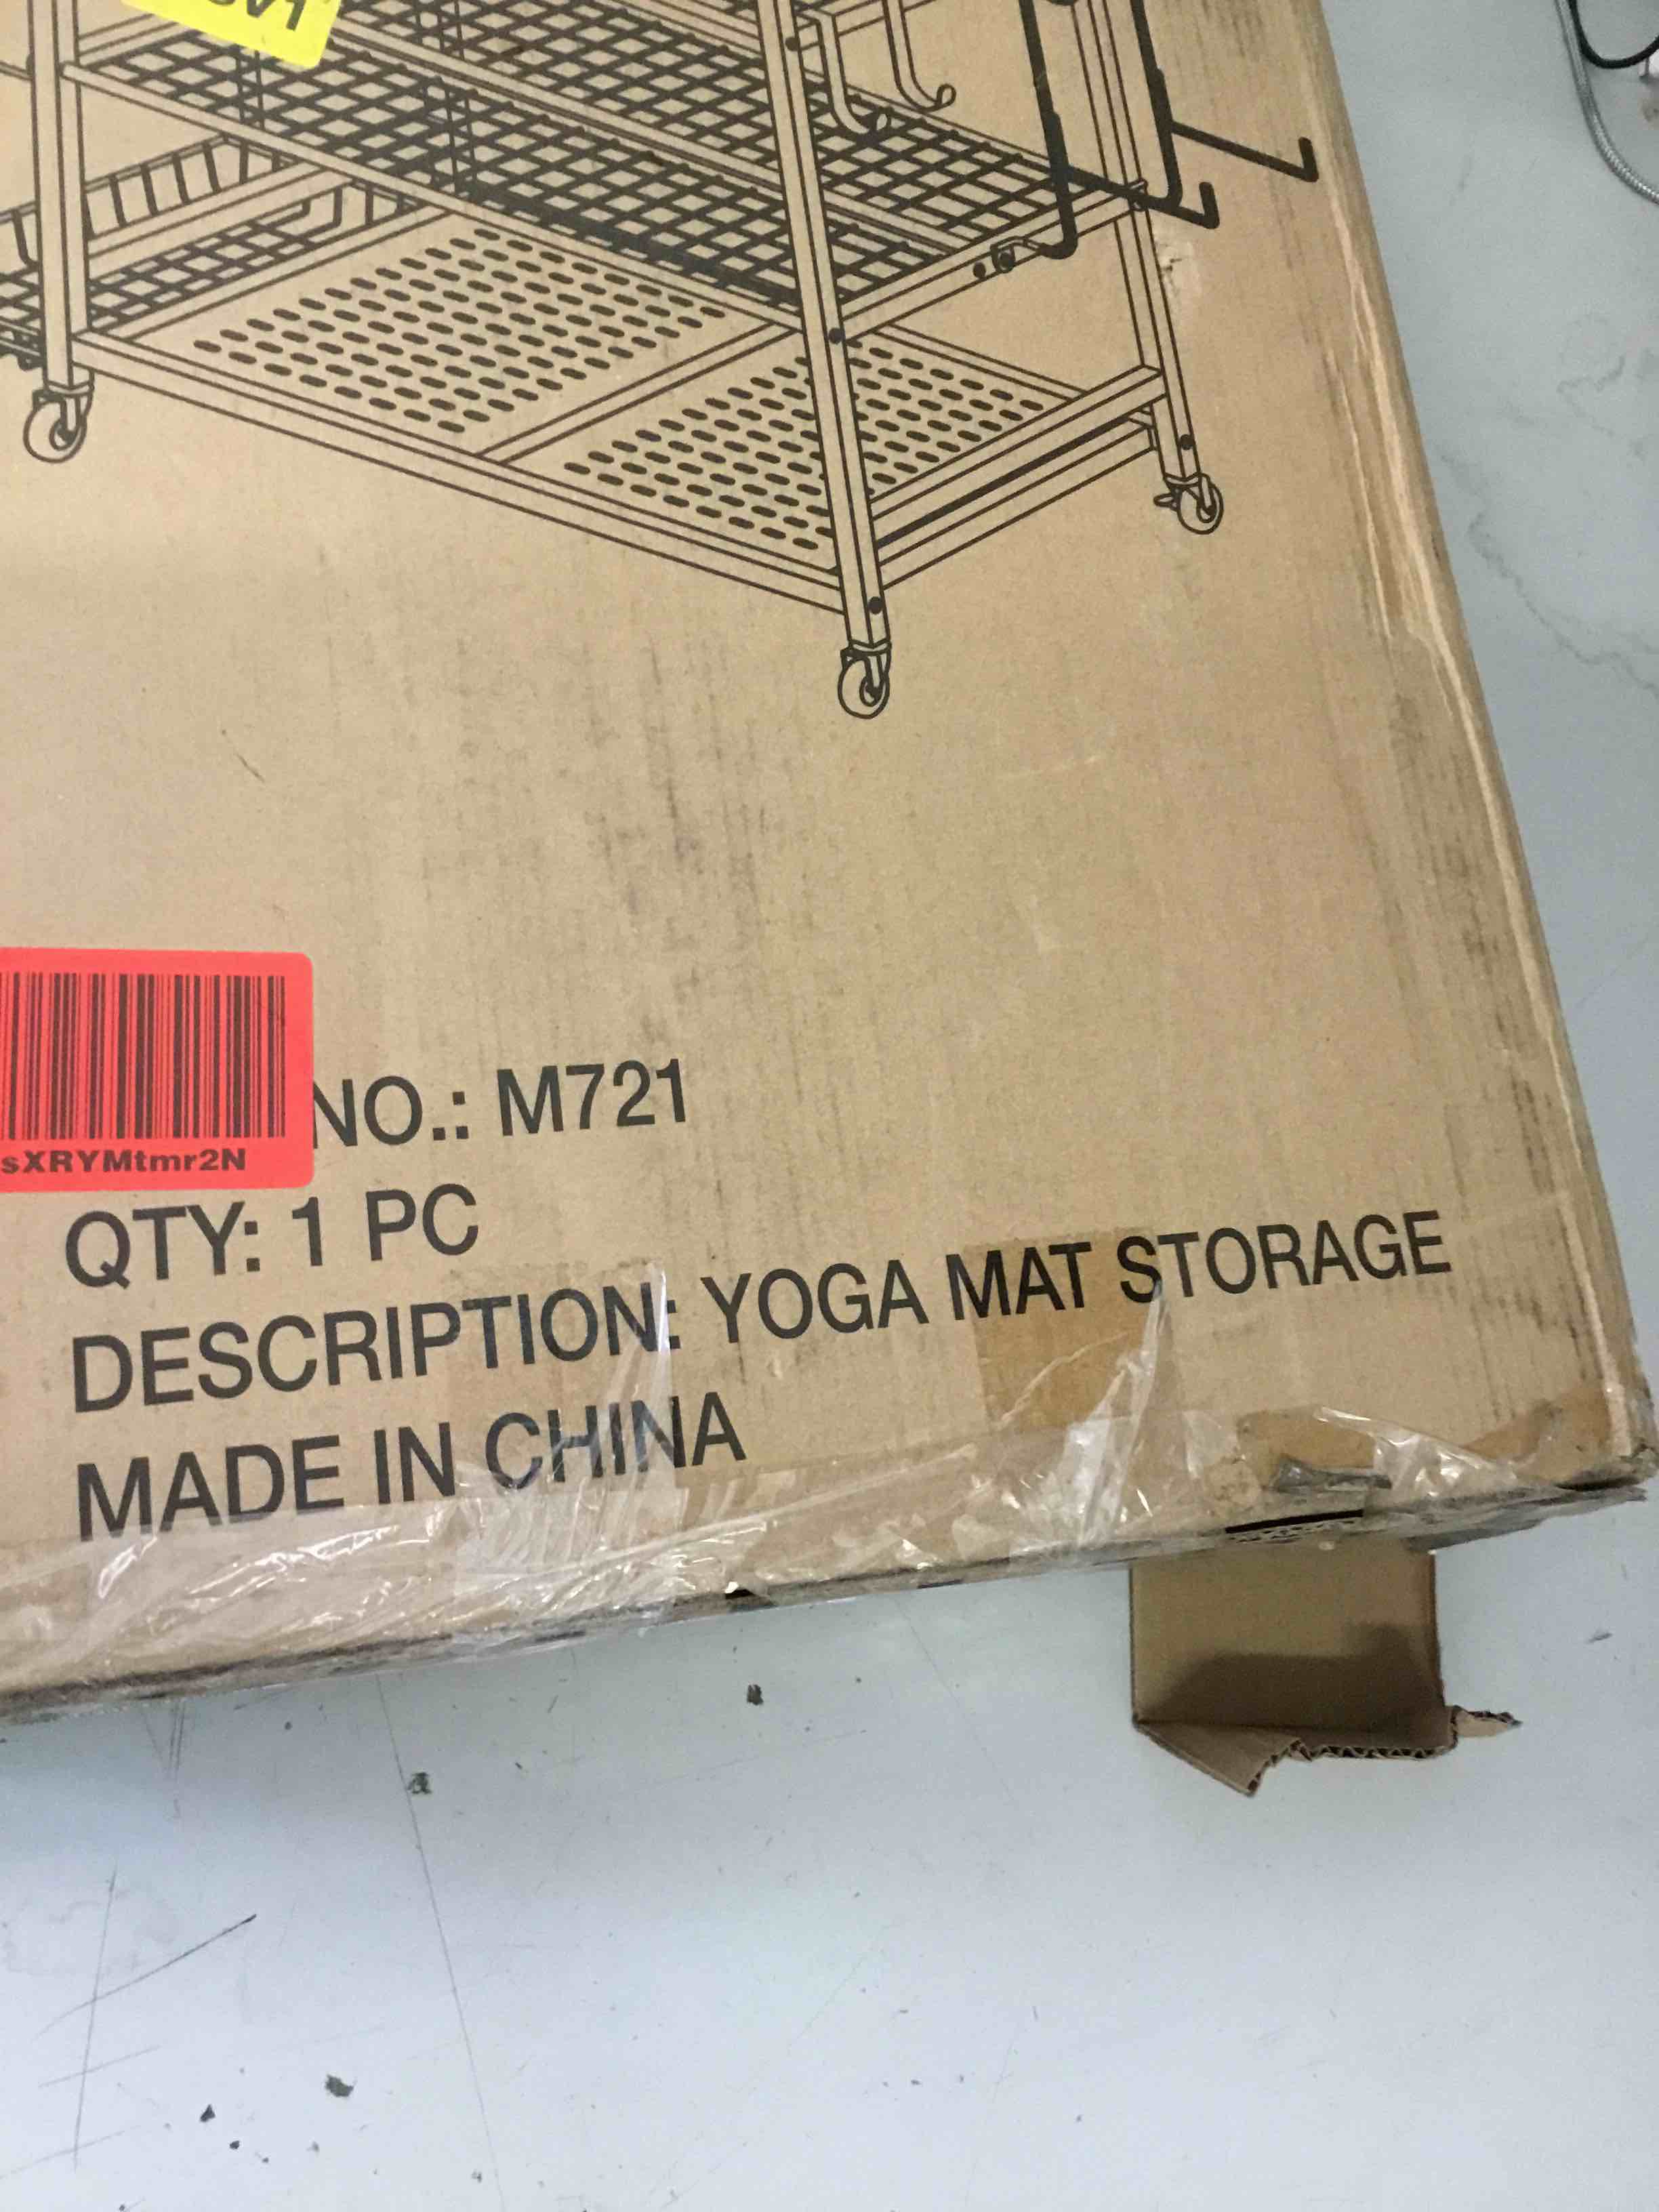 NO.: M721
sXRYMtmr2N
QTY: 1 PC
DESCRIPTION: YOGA MAT STORAGE
MADE IN CHINA